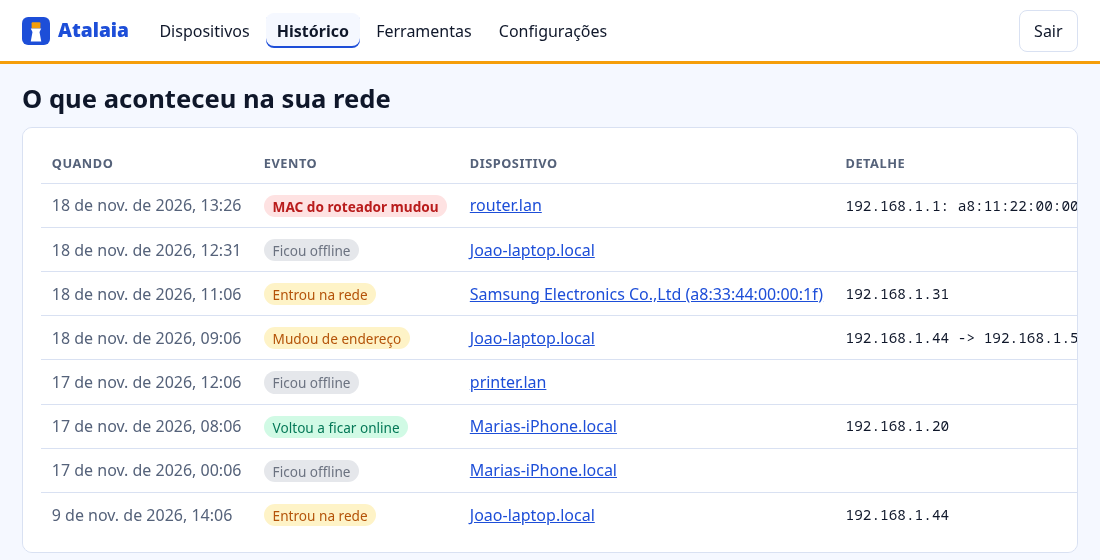 Atalaia Dispositivos Histórico Ferramentas Configurações Sair
O que aconteceu na sua rede
QUANDO EVENTO DISPOSITIVO DETALHE
18 de nov. de 2026, 13:26 MAC do roteador mudou router.lan 192.168.1.1: a8:11:22:00:00
18 de nov. de 2026, 12:31 Ficou offline Joao-laptop.local
18 de nov. de 2026, 11:06 Entrou na rede Samsung Electronics Co.,Ltd (a8:33:44:00:00:1f) 192.168.1.31
18 de nov. de 2026, 09:06 Mudou de endereço Joao-laptop.local 192.168.1.44 -> 192.168.1.5
17 de nov. de 2026, 12:06 Ficou offline printer.lan
17 de nov. de 2026, 08:06 Voltou a ficar online Marias-iPhone.local 192.168.1.20
17 de nov. de 2026, 00:06 Ficou offline Marias-iPhone.local
9 de nov. de 2026, 14:06 Entrou na rede Joao-laptop.local 192.168.1.44